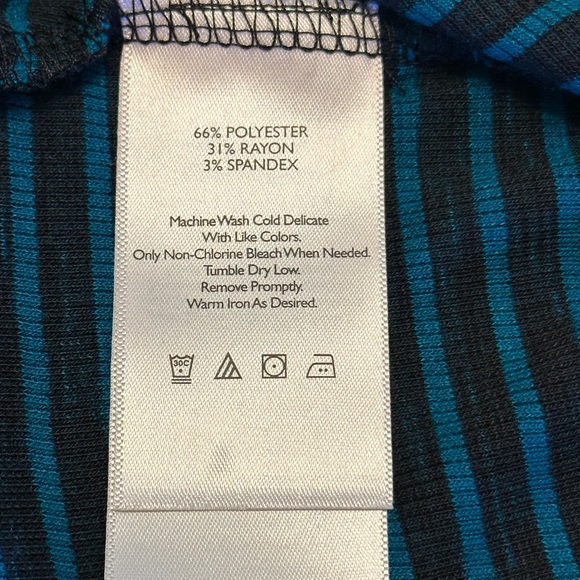 66% POLYESTER
31% RAYON
3% SPANDEX
Machine Wash Cold Delicate
With Like Colors.
Only Non-Chlorine Bleach When Needed.
Tumble Dry Low.
Remove Promptly.
Warm Iron As Desired.
30C